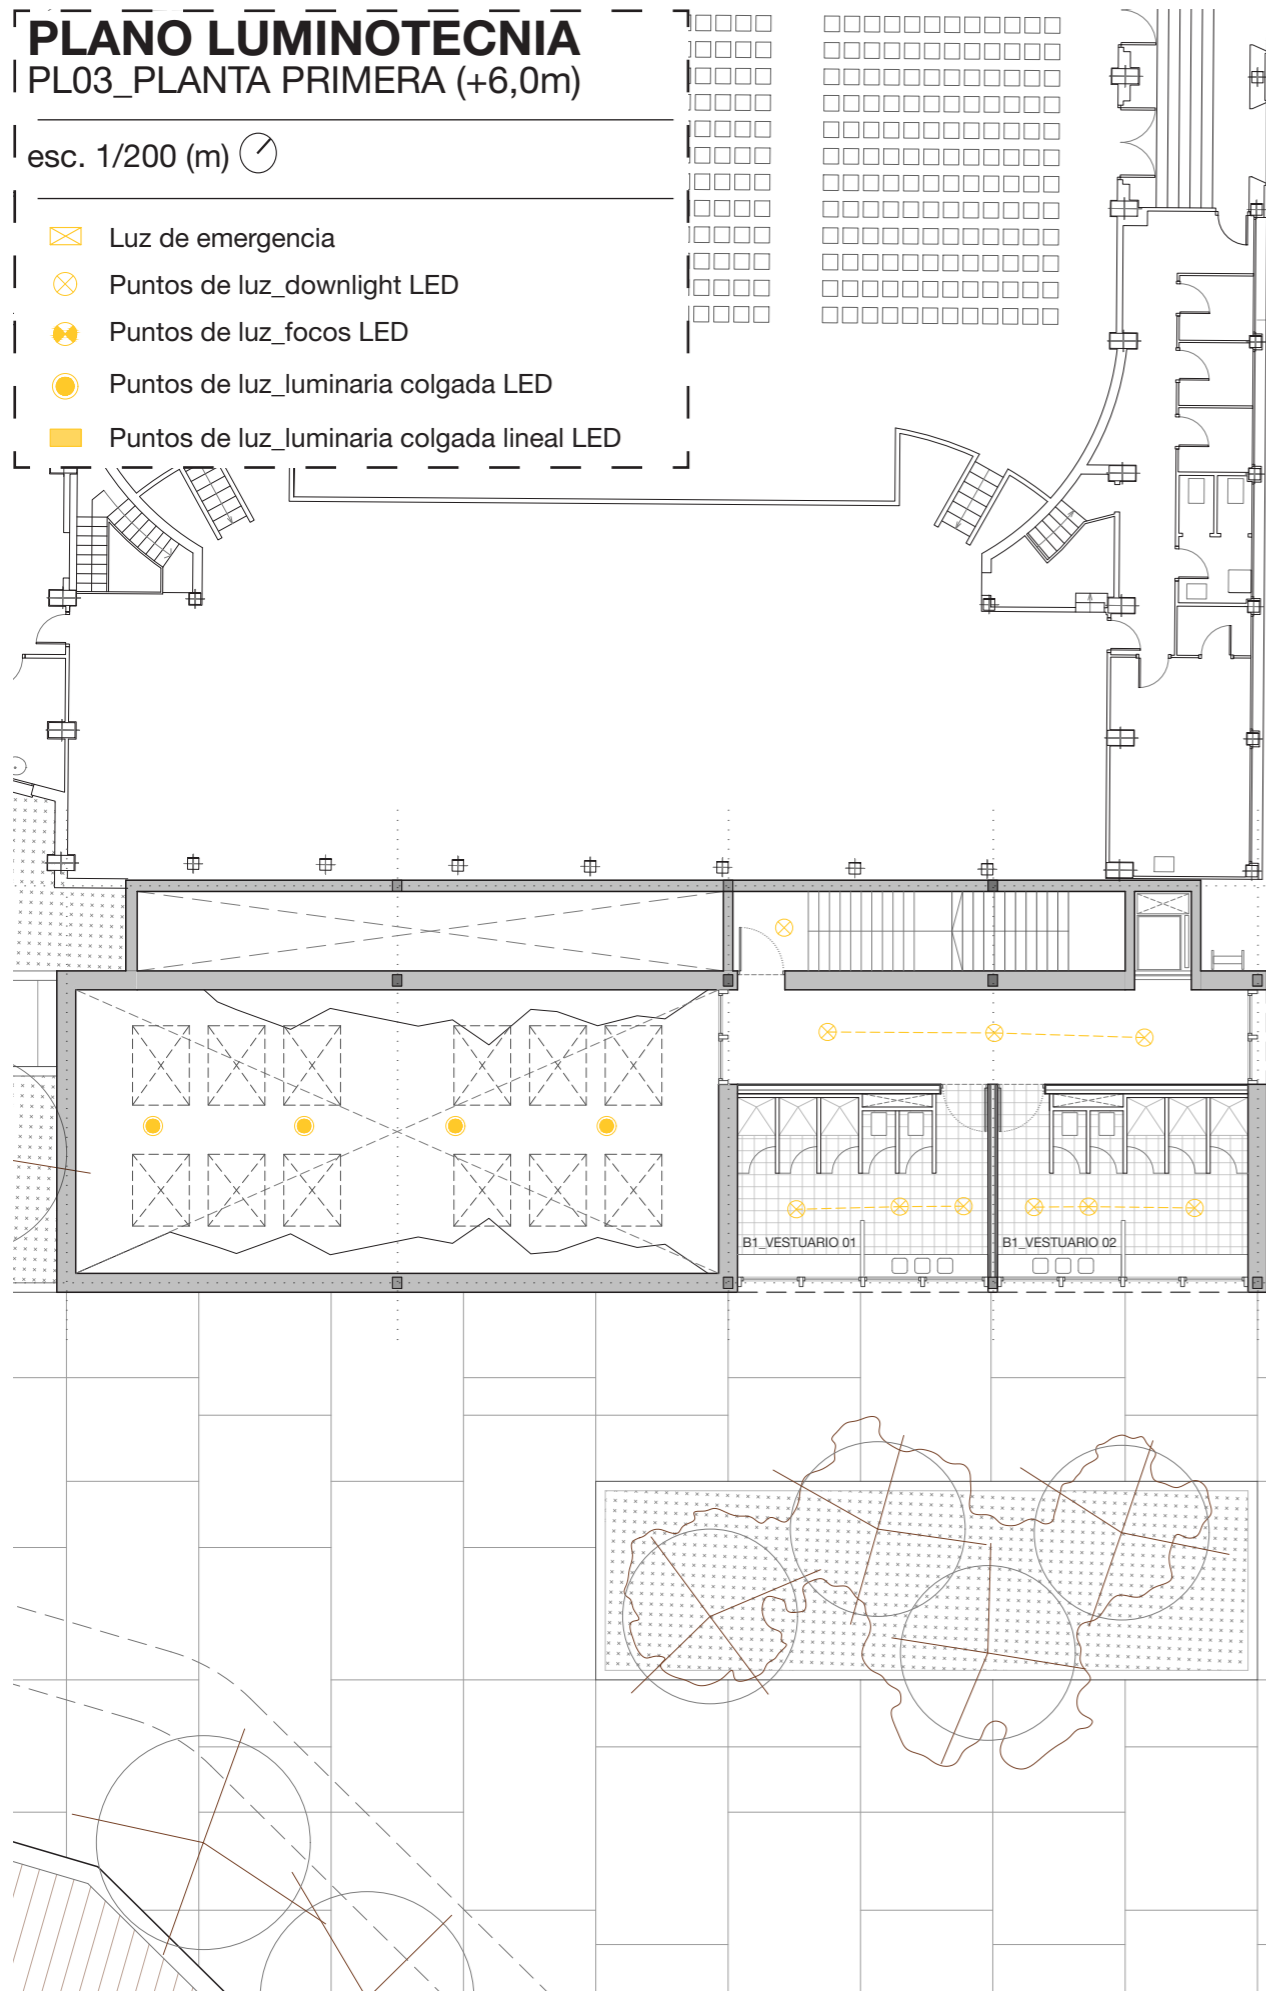 PLANO LUMINOTECNIA
PL03_PLANTA PRIMERA (+6,0m)
esc. 1/200 (m)
Luz de emergencia
Puntos de luz_downlight LED
Puntos de luz_focos LED
Puntos de luz_luminaria colgada LED
Puntos de luz_luminaria colgada lineal LED
B1_VESTUARIO 01
B1_VESTUARIO 02